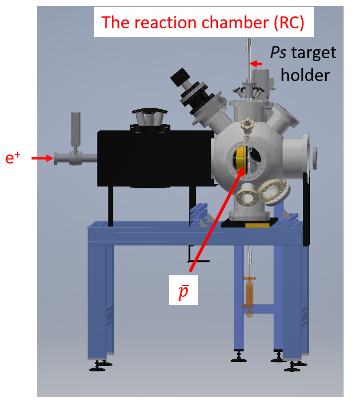 The reaction chamber (RC)
Ps target
holder
e⁺
p̄